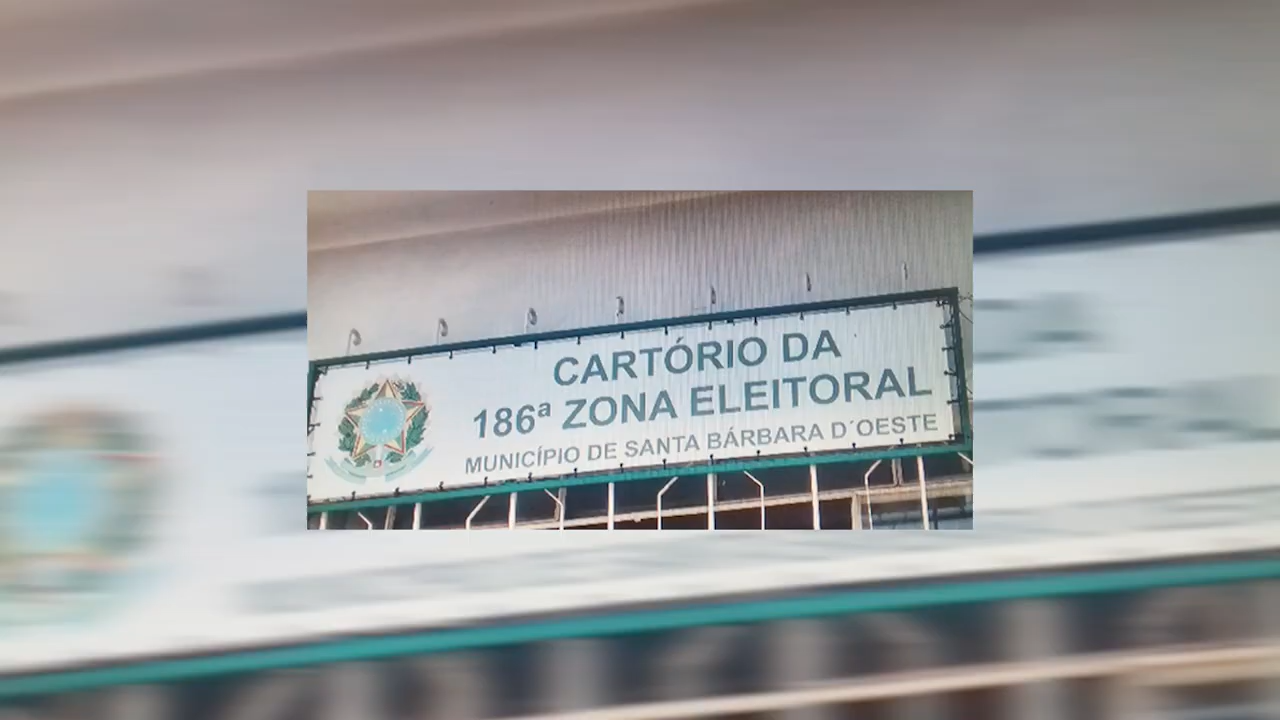 CARTÓRIO DA
186ª ZONA ELEITORAL
MUNICÍPIO DE SANTA BÁRBARA D´OESTE